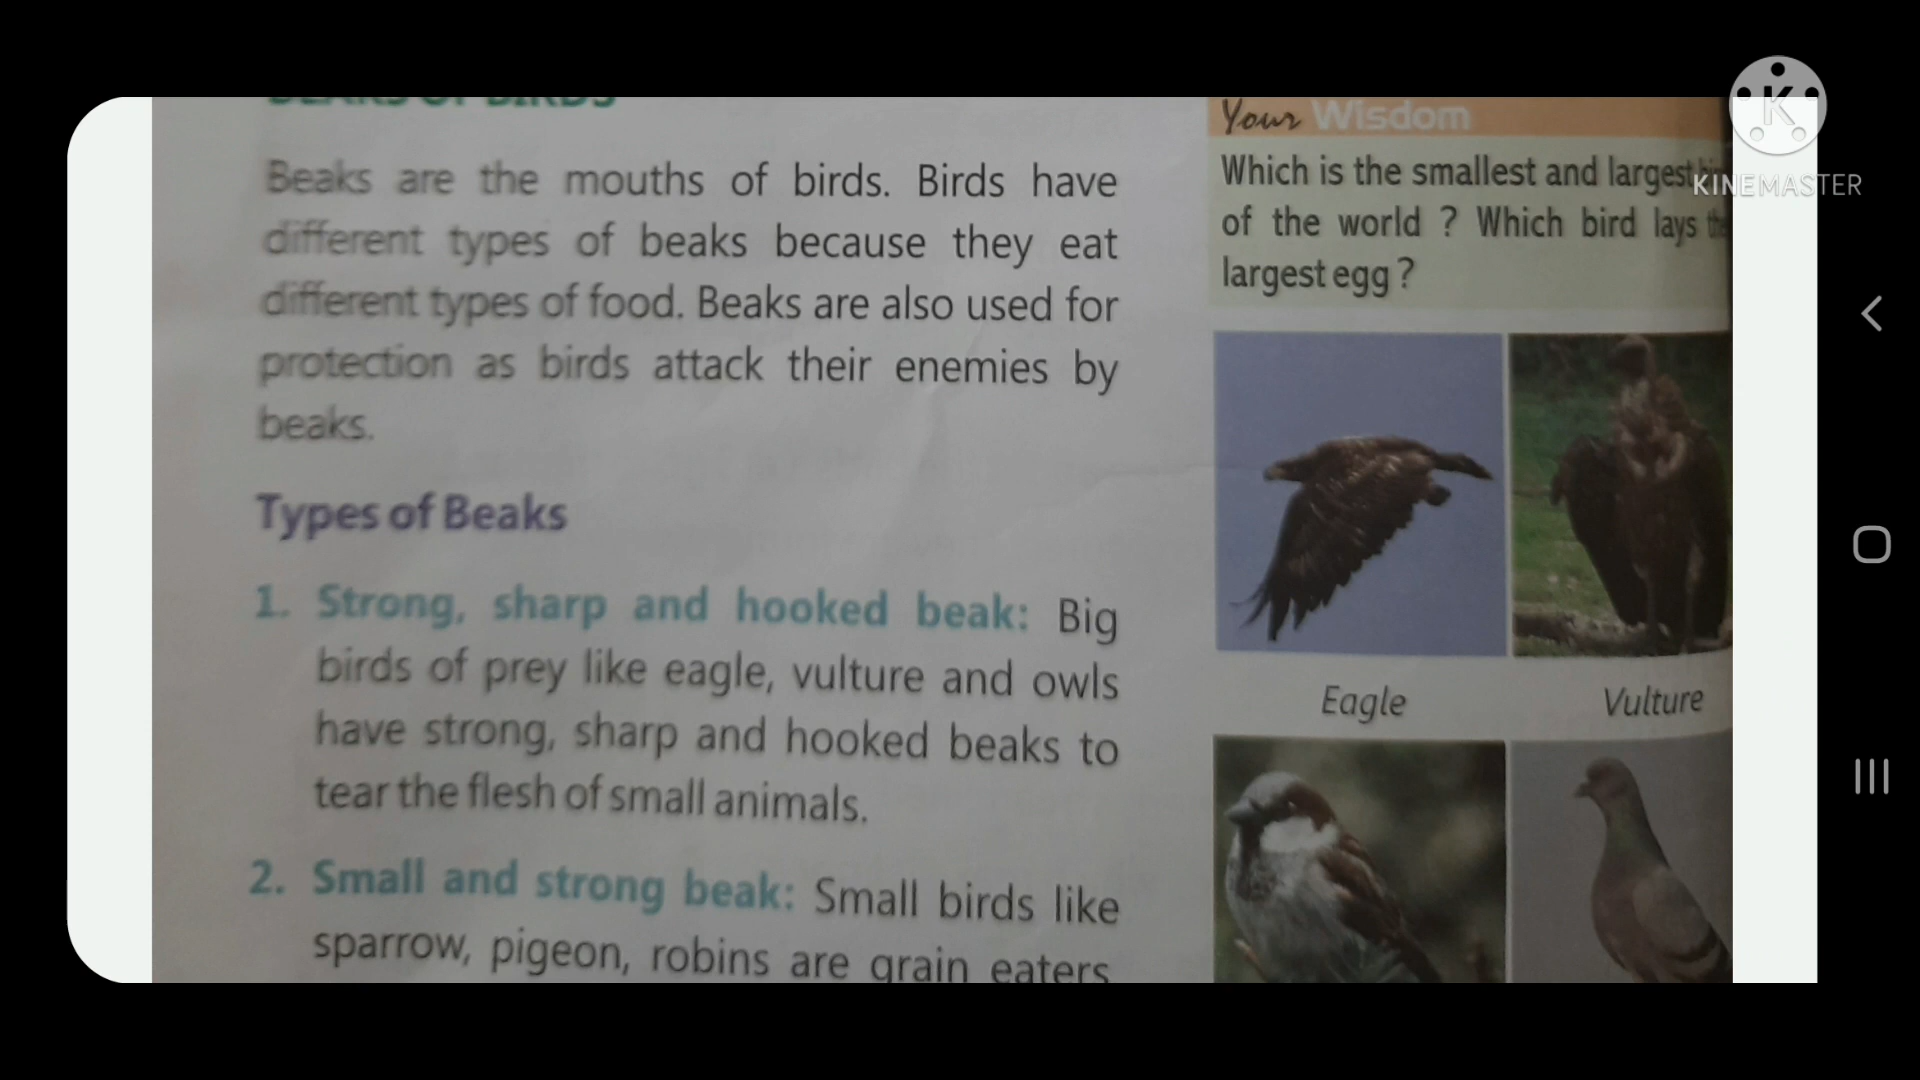 BEAKS OF BIRDS
Beaks are the mouths of birds. Birds have
different types of beaks because they eat
different types of food. Beaks are also used for
protection as birds attack their enemies by
beaks.
Types of Beaks
1. Strong, sharp and hooked beak: Big
birds of prey like eagle, vulture and owls
have strong, sharp and hooked beaks to
tear the flesh of small animals.
2. Small and strong beak: Small birds like
sparrow, pigeon, robins are grain eaters
Your Wisdom
Which is the smallest and largest
of the world ? Which bird lays the
largest egg ?
Eagle
Vulture
K
KINEMASTER